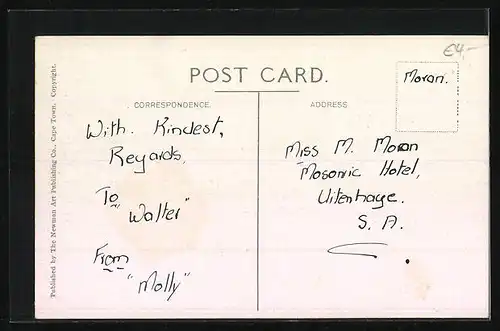 €4,-
Published by The Newman Art Publishing Co., Cape Town. Copyright.
POST CARD.
CORRESPONDENCE.
ADDRESS
Moran.
With. Kindest,
Regards,
To
"Walter"
From
"Molly"
Miss M. Moran
Masonic Hotel,
Uitenhage.
S. A.